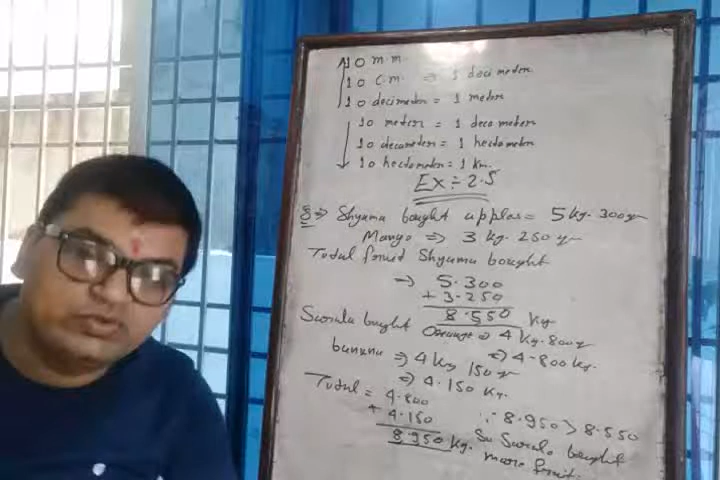 10 m.m.
10 c.m. ⇒ 1 decimeter
10 decimeter = 1 meter
10 meter = 1 decameter
10 decameter = 1 hectometer
10 hectometer = 1 km.
Ex ÷ 2.5
8 ⇒ Shyama bought apples = 5 kg. 300 gr
Mango ⇒ 3 kg. 250 gr
Total fruit Shyama bought
⇒ 5.300
+ 3.250
8.550 kg
Sarala bought Orange ⇒ 4 kg. 800 gr
⇒ 4.800 kg.
banana ⇒ 4 kg 150 gr
⇒ 4.150 kg.
Total = 4.800
+ 4.150
8.950 kg.
∵ 8.950 > 8.550
So Sarala bought
more fruit.